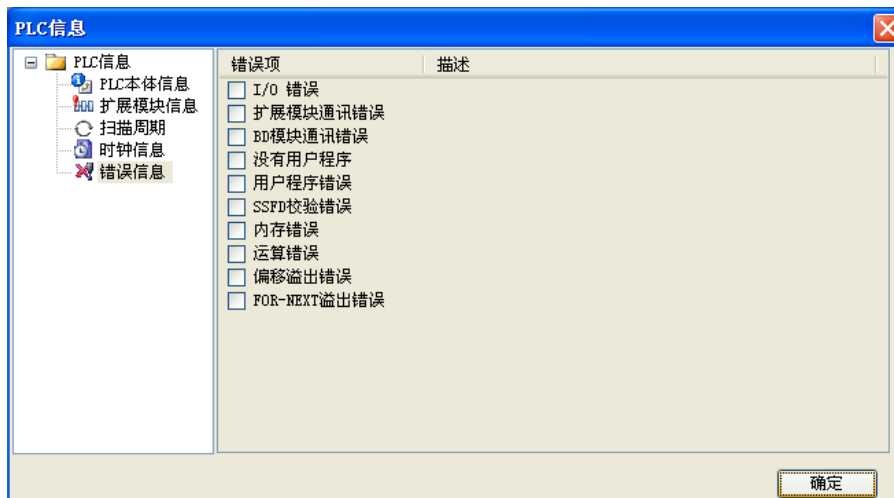 PLC信息
PLC信息
PLC本体信息
扩展模块信息
扫描周期
时钟信息
错误信息
错误项 描述
I/O 错误
扩展模块通讯错误
BD模块通讯错误
没有用户程序
用户程序错误
SSFD校验错误
内存错误
运算错误
偏移溢出错误
FOR-NEXT溢出错误
确定